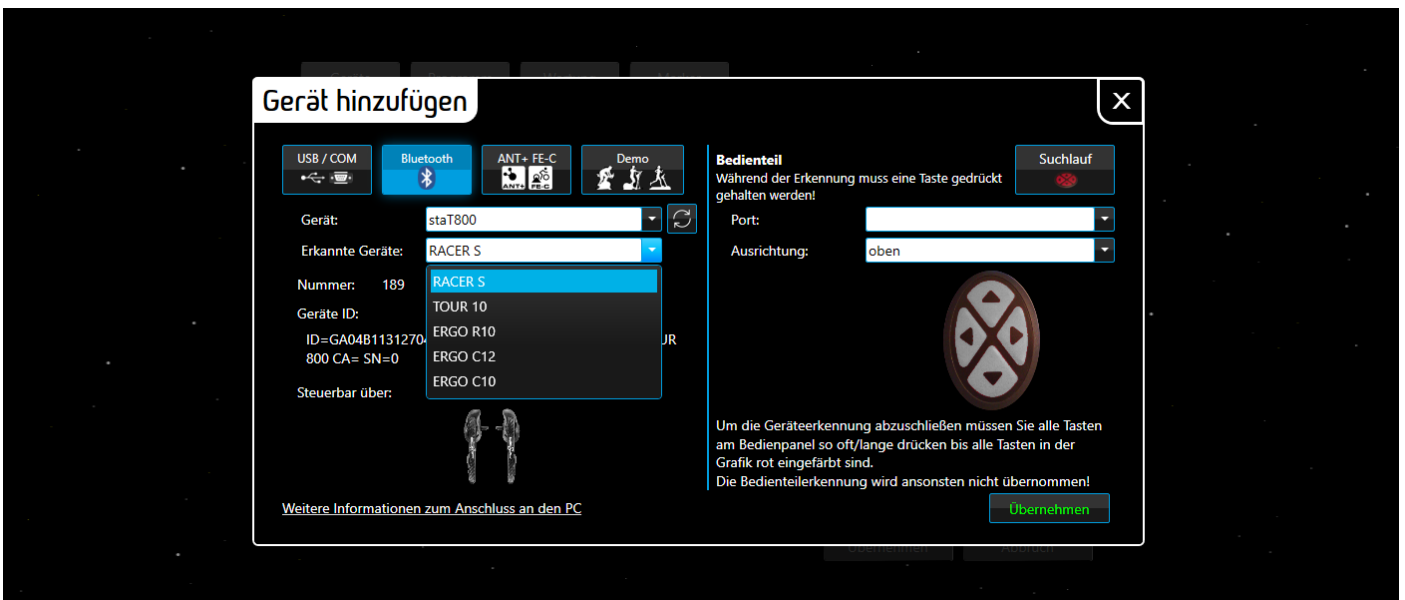 Gerät hinzufügen
X
USB / COM
Bluetooth
ANT+ FE-C
ANT+ FE-C
Demo
Gerät:
staT800
Erkannte Geräte:
RACER S
RACER S
TOUR 10
ERGO R10
ERGO C12
ERGO C10
Nummer: 189
Geräte ID:
ID=GA04B1131270
800 CA= SN=0
Steuerbar über:
Weitere Informationen zum Anschluss an den PC
Bedienteil
Während der Erkennung muss eine Taste gedrückt
gehalten werden!
Suchlauf
Port:
Ausrichtung:
oben
Um die Geräteerkennung abzuschließen müssen Sie alle Tasten
am Bedienpanel so oft/lange drücken bis alle Tasten in der
Grafik rot eingefärbt sind.
Die Bedienteilerkennung wird ansonsten nicht übernommen!
Übernehmen
Übernehmen
Abbruch